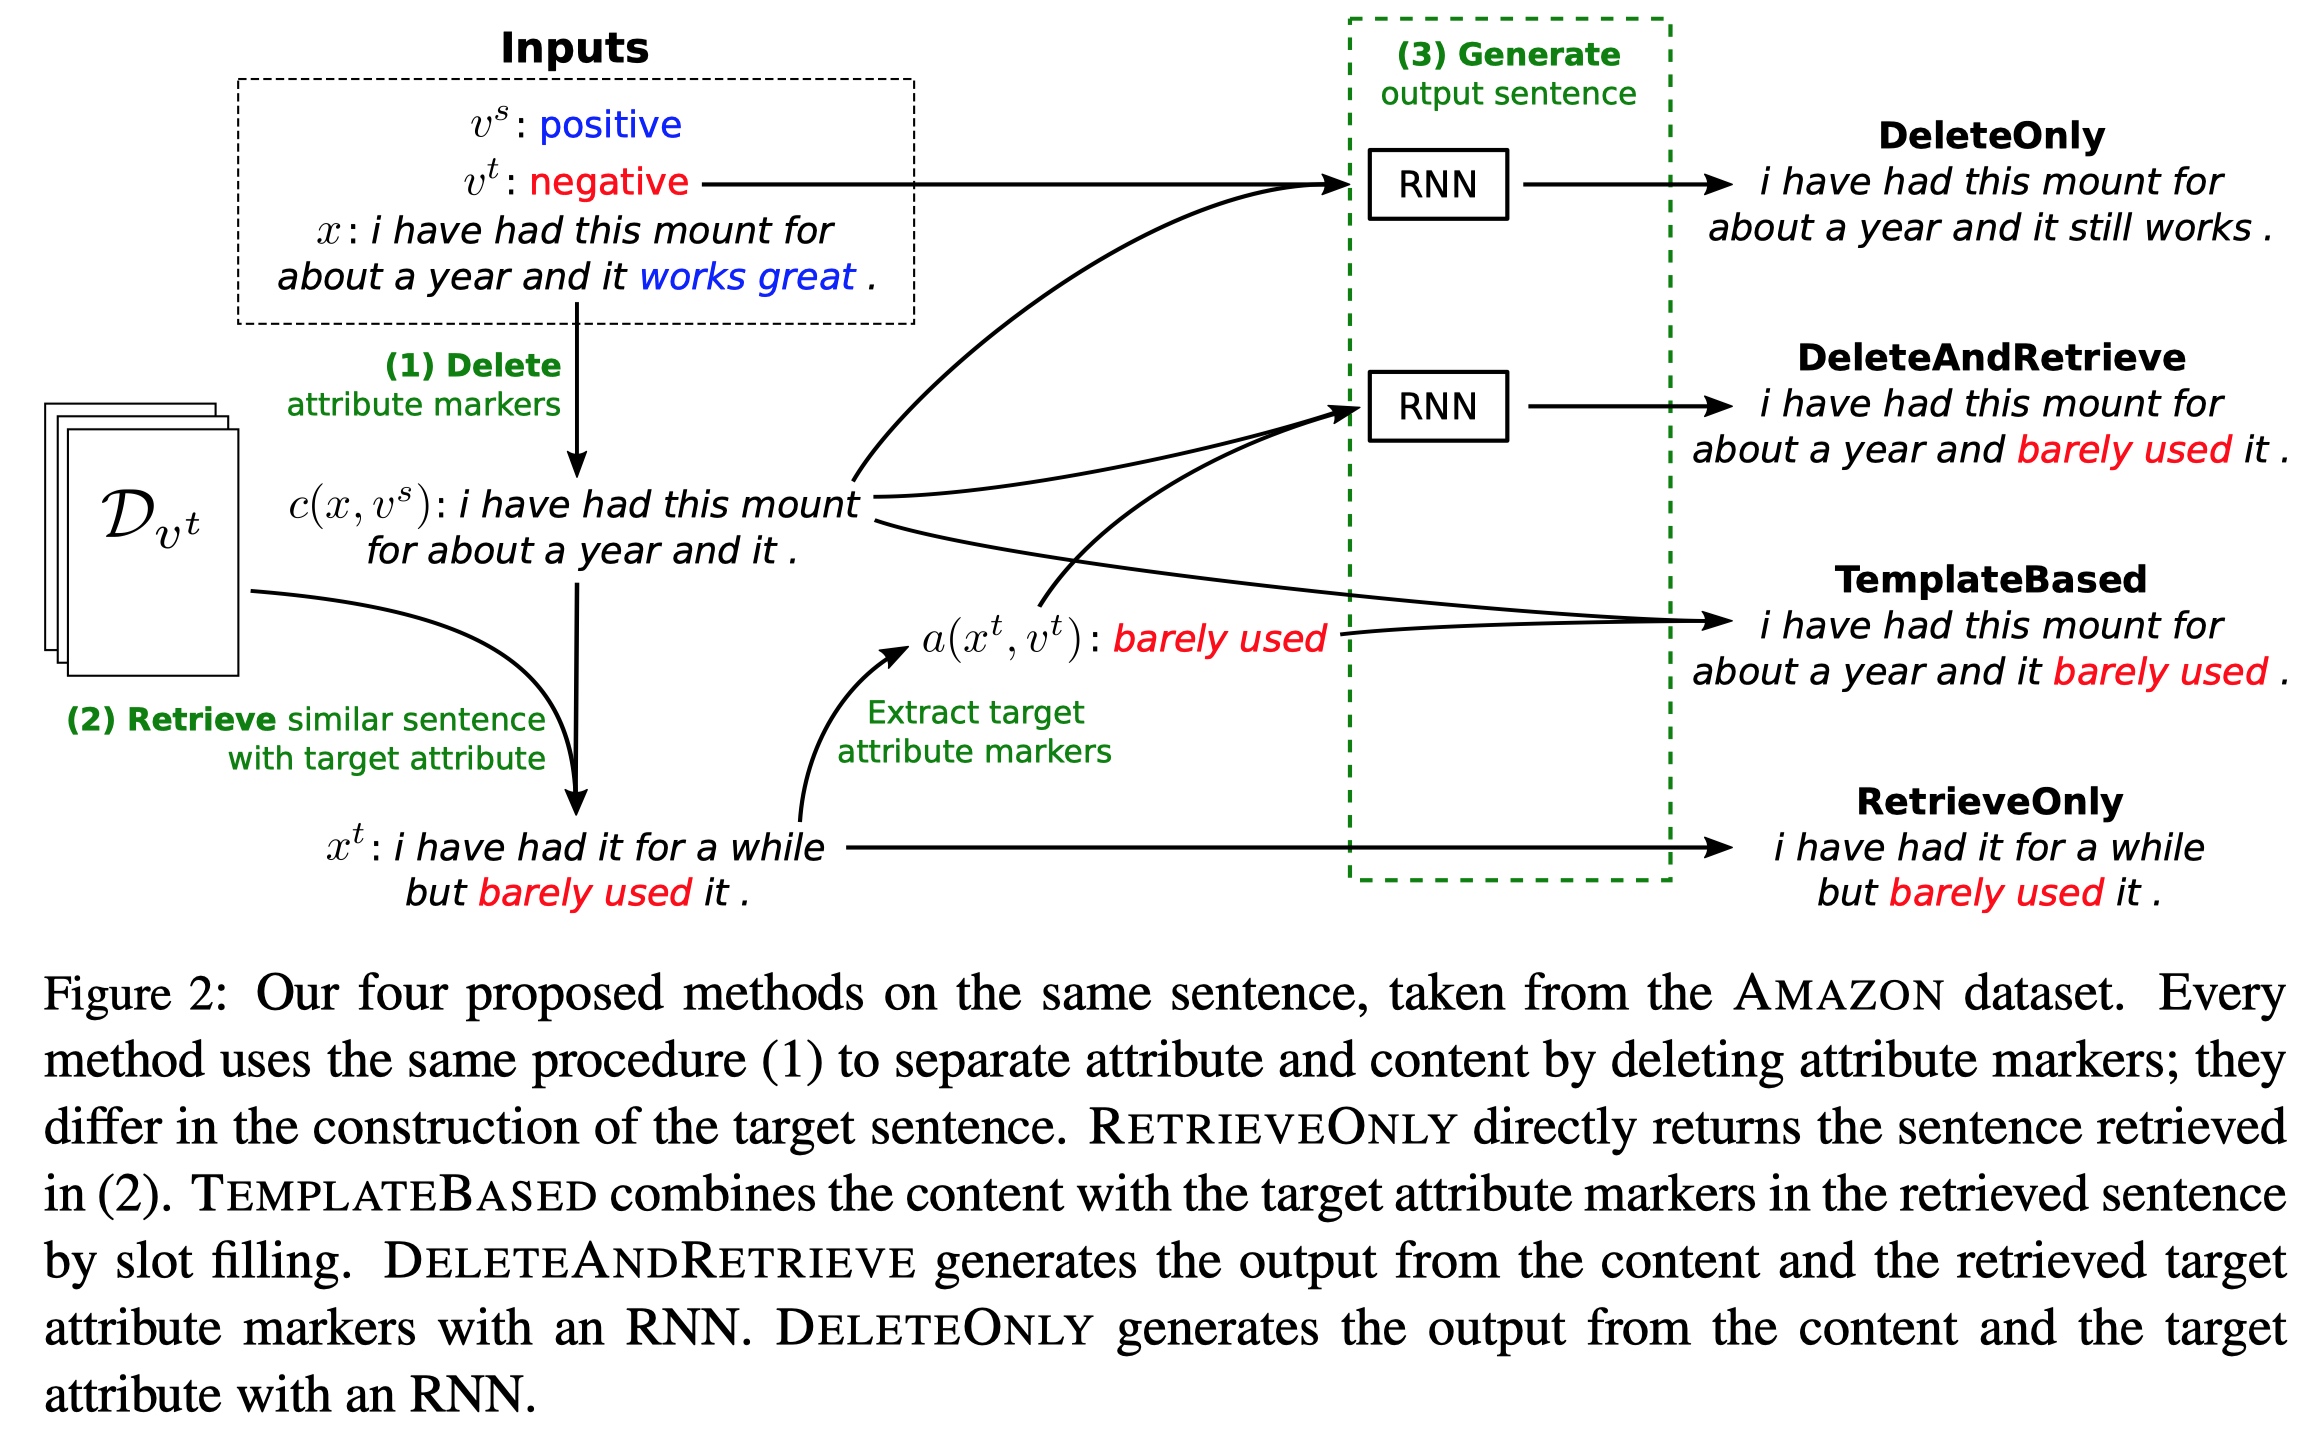 Inputs
v^s: positive
v^t: negative
x: i have had this mount for
about a year and it works great .
(1) Delete
attribute markers
𝒟_{v^t}
c(x, v^s): i have had this mount
for about a year and it .
(2) Retrieve similar sentence
with target attribute
x^t: i have had it for a while
but barely used it .
a(x^t, v^t): barely used
Extract target
attribute markers
(3) Generate
output sentence
RNN
RNN
DeleteOnly
i have had this mount for
about a year and it still works .
DeleteAndRetrieve
i have had this mount for
about a year and barely used it .
TemplateBased
i have had this mount for
about a year and it barely used .
RetrieveOnly
i have had it for a while
but barely used it .
Figure 2: Our four proposed methods on the same sentence, taken from the AMAZON dataset. Every
method uses the same procedure (1) to separate attribute and content by deleting attribute markers; they
differ in the construction of the target sentence. RETRIEVEONLY directly returns the sentence retrieved
in (2). TEMPLATEBASED combines the content with the target attribute markers in the retrieved sentence
by slot filling. DELETEANDRETRIEVE generates the output from the content and the retrieved target
attribute markers with an RNN. DELETEONLY generates the output from the content and the target
attribute with an RNN.